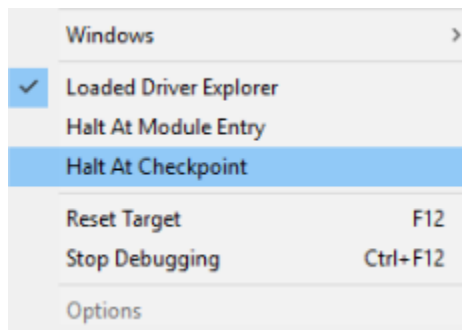 Windows
Loaded Driver Explorer
Halt At Module Entry
Halt At Checkpoint
Reset Target F12
Stop Debugging Ctrl+F12
Options